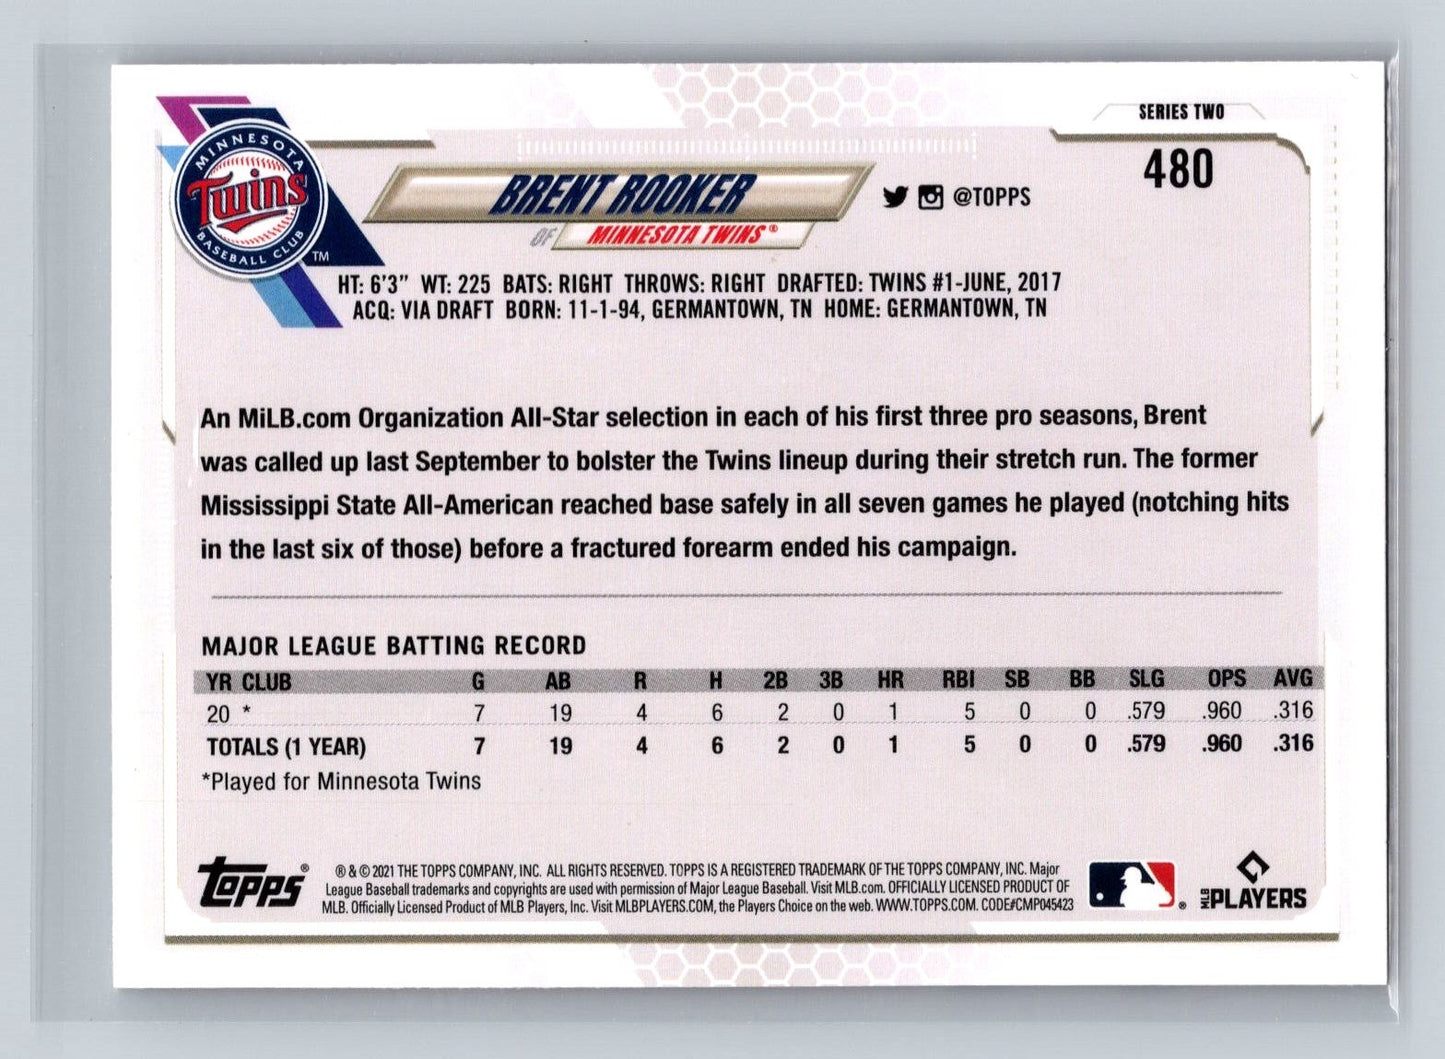 SERIES TWO
480
MINNESOTA
Twins
BASEBALL CLUB
TM
BRENT ROOKER
@TOPPS
OF MINNESOTA TWINS®
HT: 6'3" WT: 225 BATS: RIGHT THROWS: RIGHT DRAFTED: TWINS #1-JUNE, 2017
ACQ: VIA DRAFT BORN: 11-1-94, GERMANTOWN, TN HOME: GERMANTOWN, TN
An MiLB.com Organization All-Star selection in each of his first three pro seasons, Brent
was called up last September to bolster the Twins lineup during their stretch run. The former
Mississippi State All-American reached base safely in all seven games he played (notching hits
in the last six of those) before a fractured forearm ended his campaign.
MAJOR LEAGUE BATTING RECORD
YR CLUB G AB R H 2B 3B HR RBI SB BB SLG OPS AVG
20 * 7 19 4 6 2 0 1 5 0 0 .579 .960 .316
TOTALS (1 YEAR) 7 19 4 6 2 0 1 5 0 0 .579 .960 .316
*Played for Minnesota Twins
Topps®
® & © 2021 THE TOPPS COMPANY, INC. ALL RIGHTS RESERVED. TOPPS IS A REGISTERED TRADEMARK OF THE TOPPS COMPANY, INC. Major
League Baseball trademarks and copyrights are used with permission of Major League Baseball. Visit MLB.com. OFFICIALLY LICENSED PRODUCT OF
MLB. Officially Licensed Product of MLB Players, Inc. Visit MLBPLAYERS.COM, the Players Choice on the web. WWW.TOPPS.COM. CODE#CMP045423
®
MLB PLAYERS